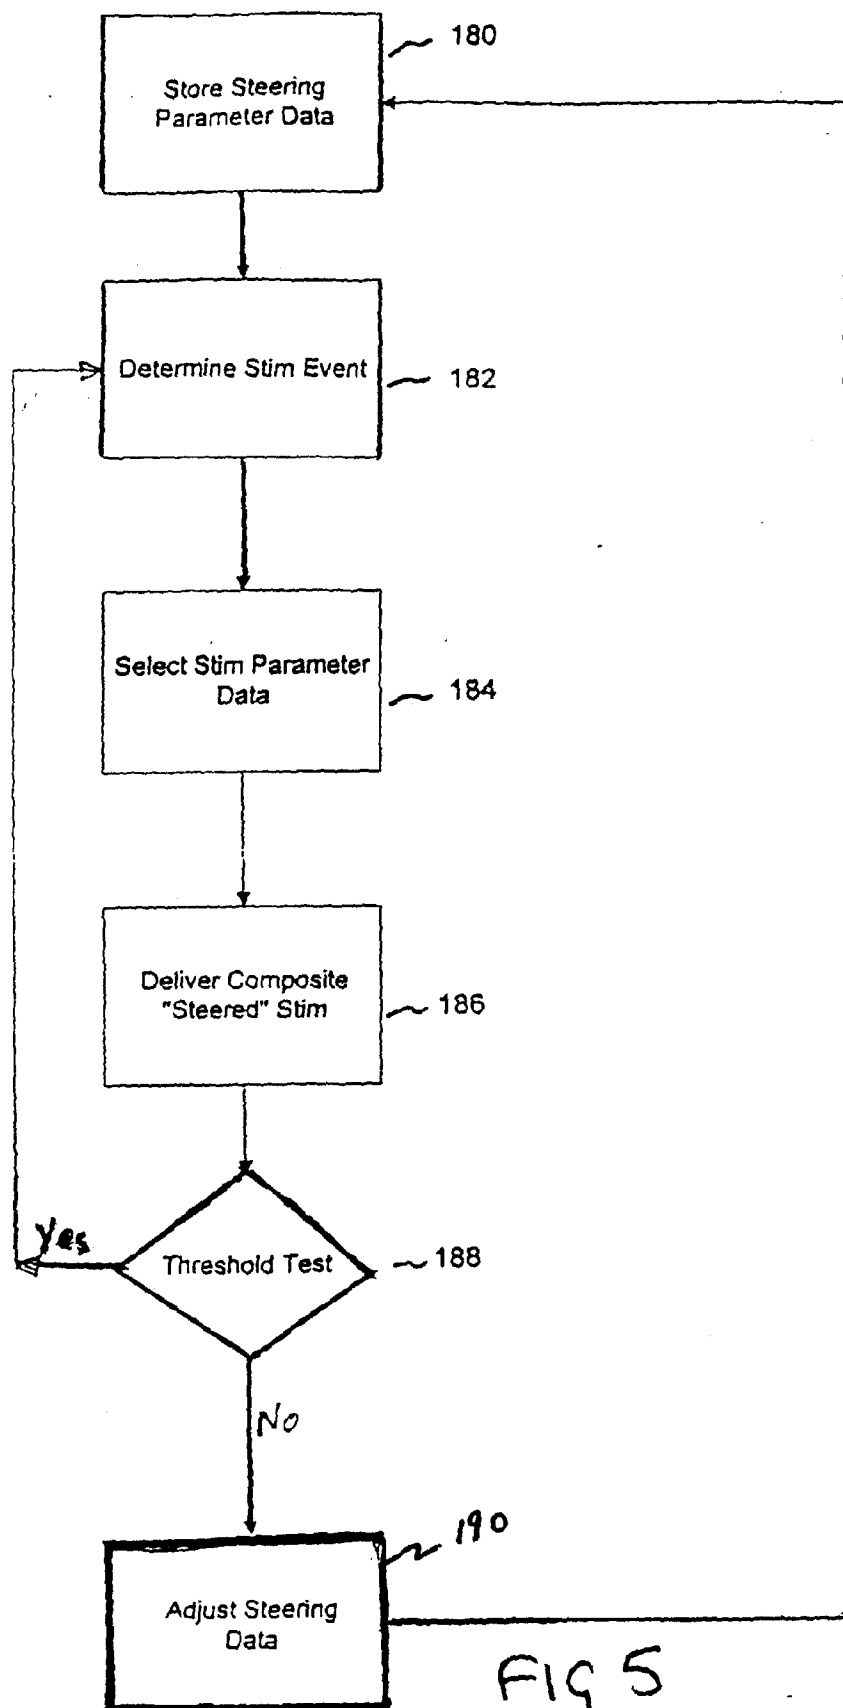 180
Store Steering
Parameter Data
Determine Stim Event
182
Select Stim Parameter
Data
184
Deliver Composite
"Steered" Stim
186
Yes
Threshold Test
188
No
190
Adjust Steering
Data
FIG 5